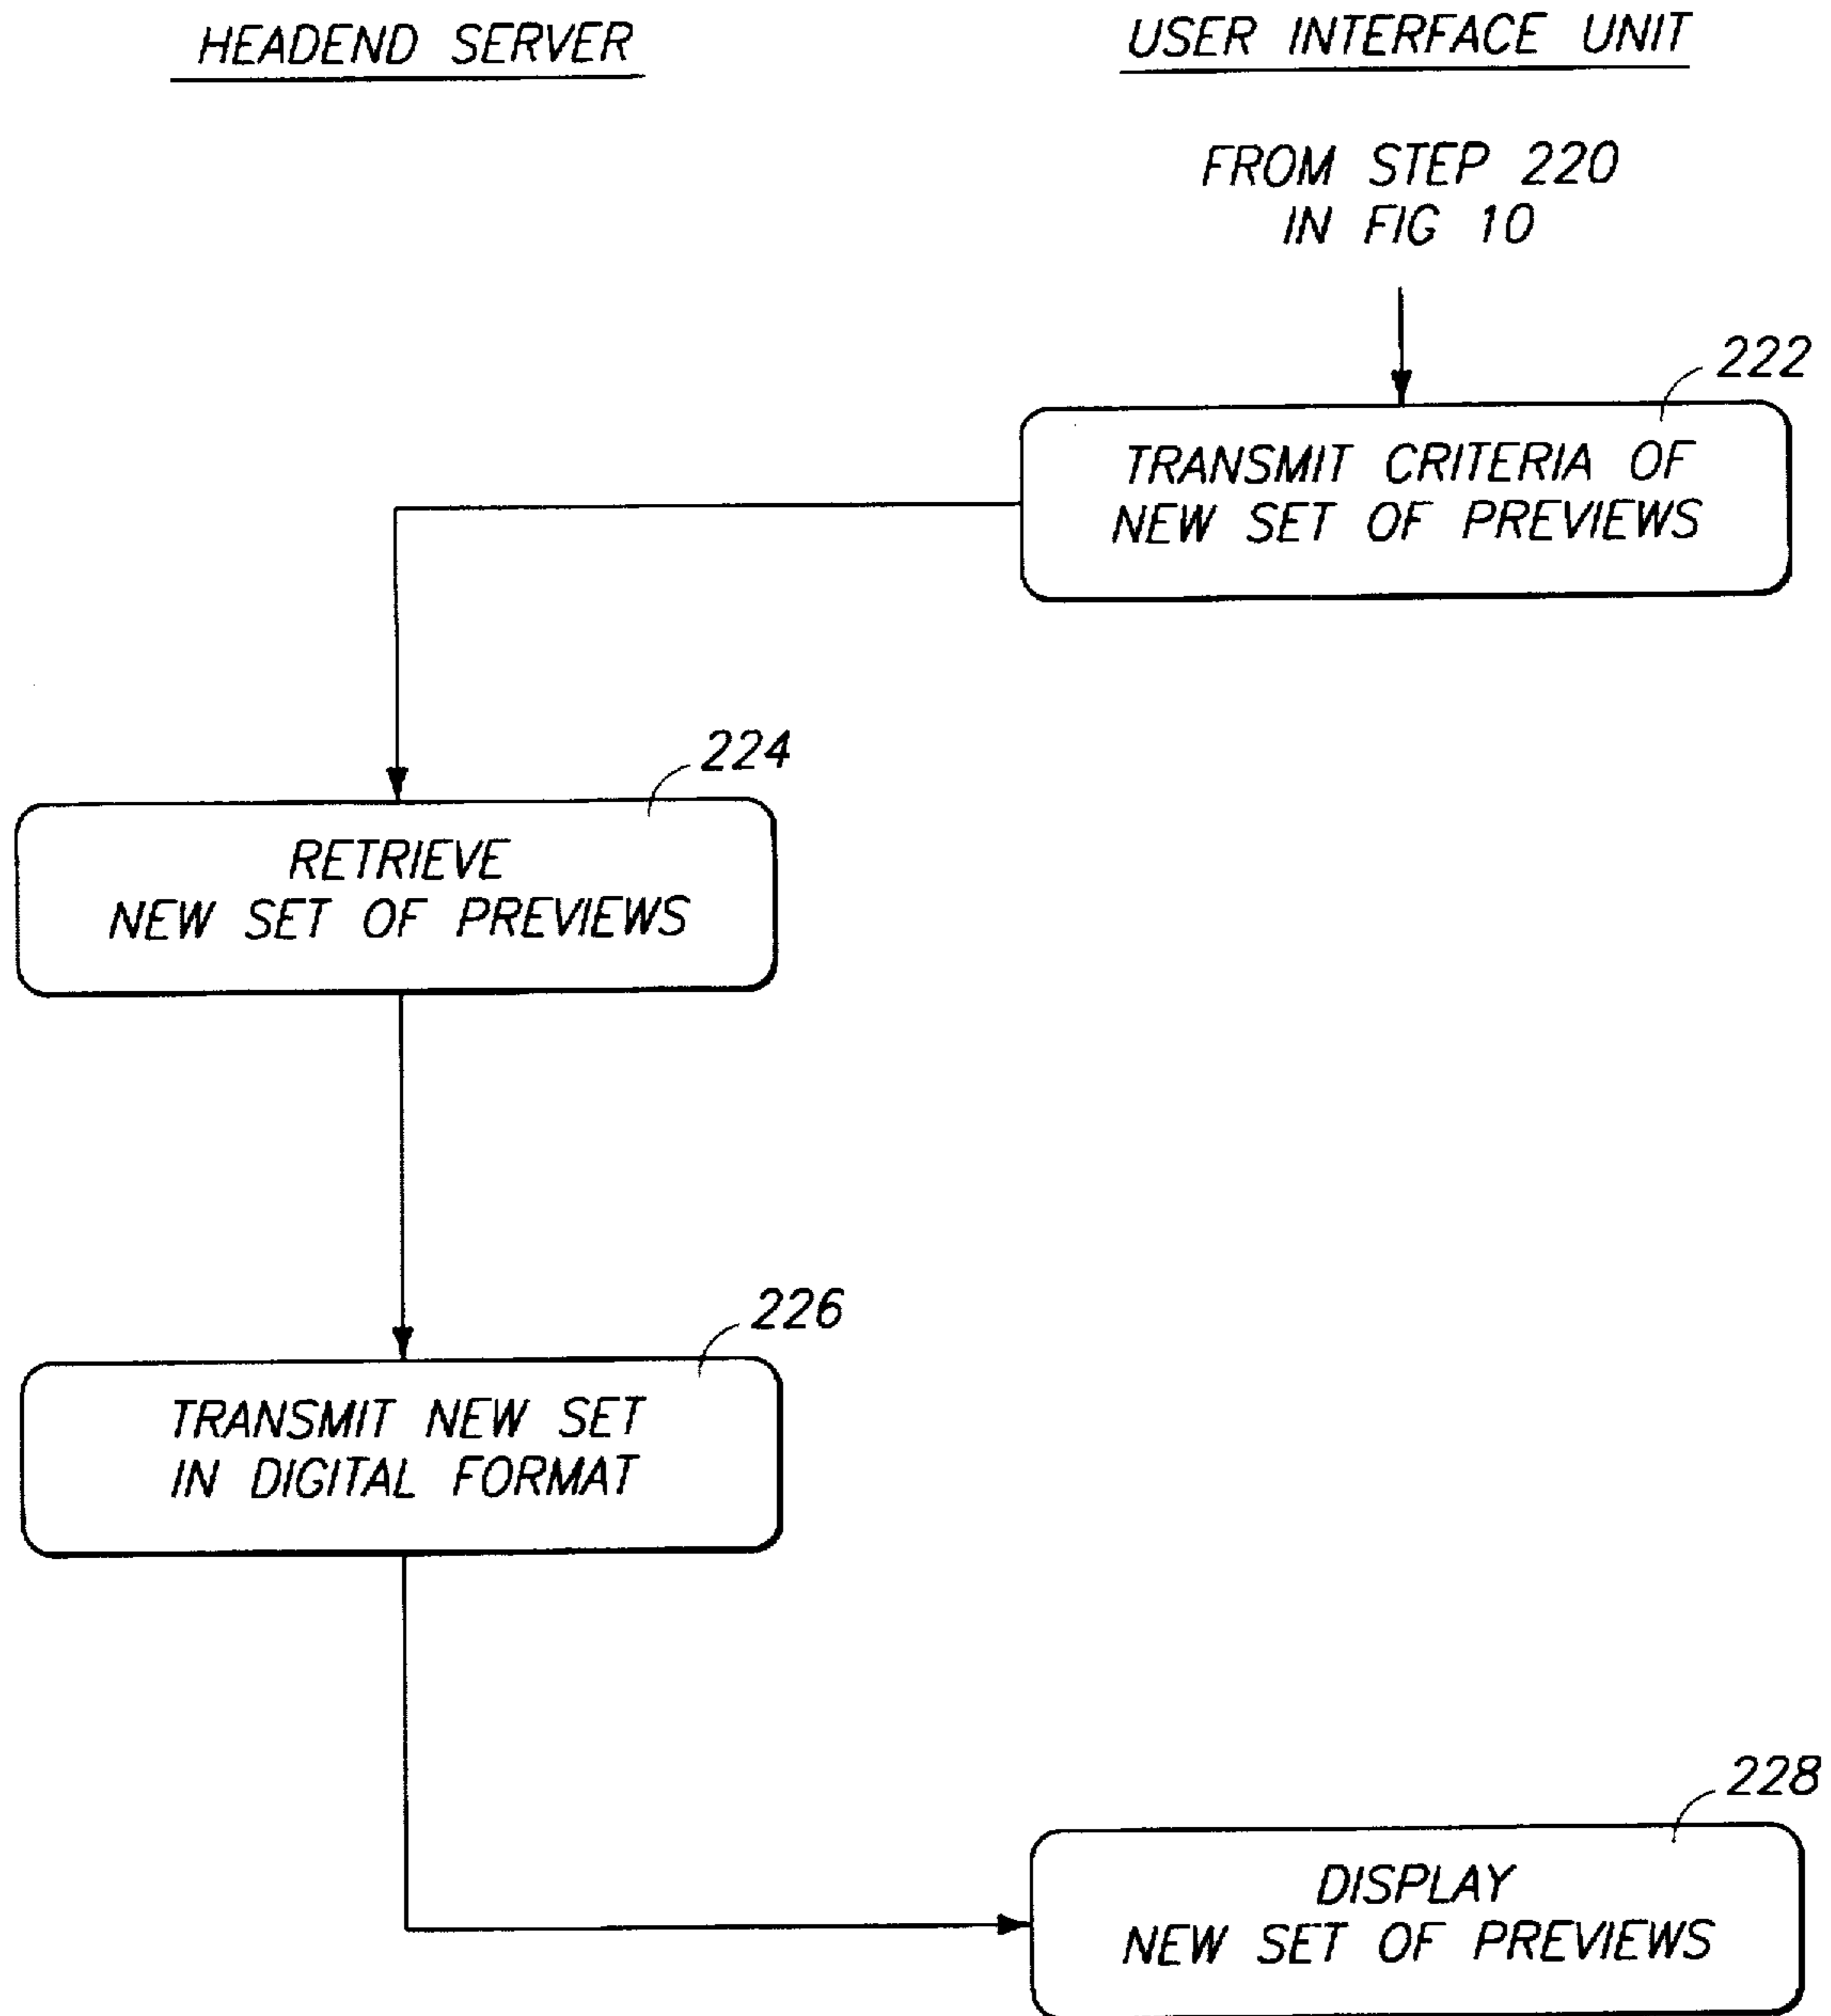 HEADEND SERVER
USER INTERFACE UNIT
FROM STEP 220
IN FIG 10
222
TRANSMIT CRITERIA OF
NEW SET OF PREVIEWS
224
RETRIEVE
NEW SET OF PREVIEWS
226
TRANSMIT NEW SET
IN DIGITAL FORMAT
228
DISPLAY
NEW SET OF PREVIEWS